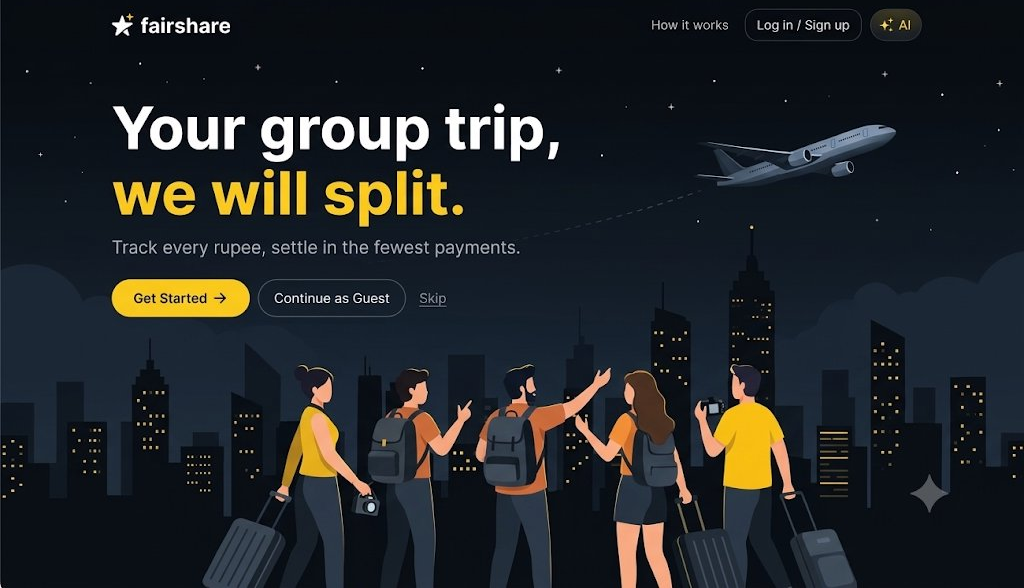 fairshare
How it works
Log in / Sign up
AI
Your group trip,
we will split.
Track every rupee, settle in the fewest payments.
Get Started →
Continue as Guest
Skip